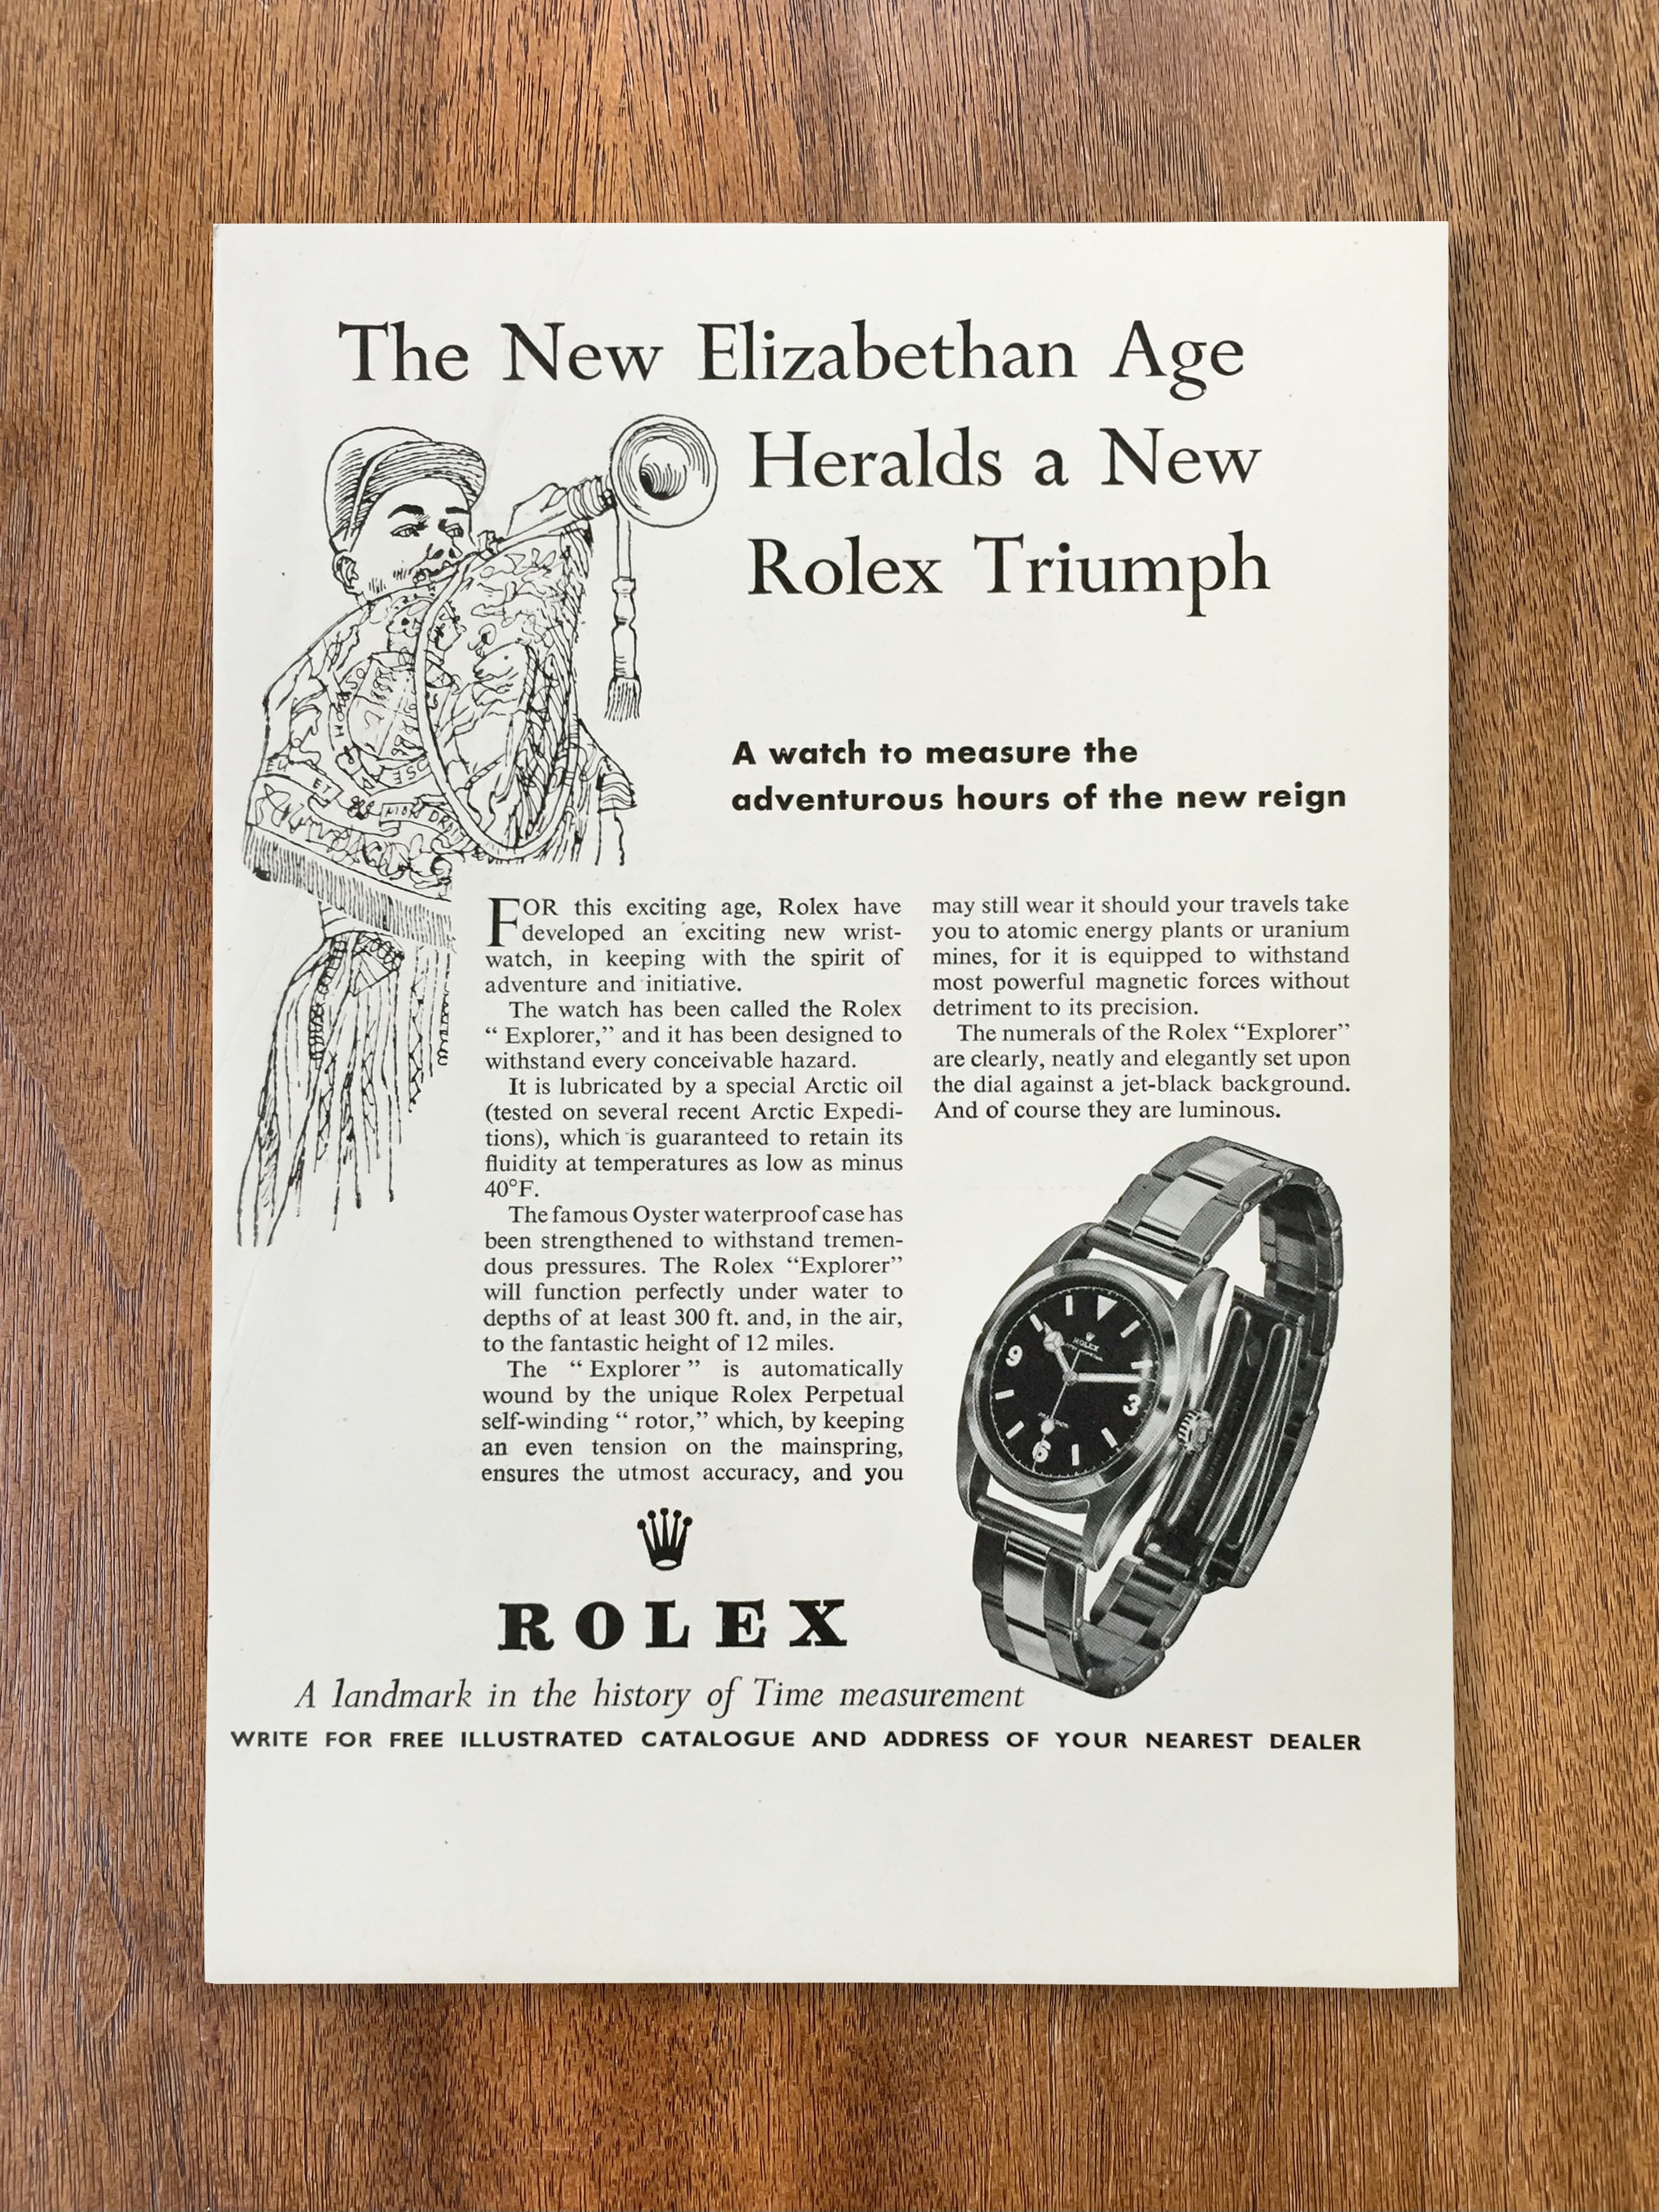 The New Elizabethan Age
Heralds a New
Rolex Triumph
A watch to measure the
adventurous hours of the new reign
FOR this exciting age, Rolex have
developed an exciting new wrist-
watch, in keeping with the spirit of
adventure and initiative.
The watch has been called the Rolex
“ Explorer,” and it has been designed to
withstand every conceivable hazard.
It is lubricated by a special Arctic oil
(tested on several recent Arctic Expedi-
tions), which is guaranteed to retain its
fluidity at temperatures as low as minus
40°F.
The famous Oyster waterproof case has
been strengthened to withstand tremen-
dous pressures. The Rolex “Explorer”
will function perfectly under water to
depths of at least 300 ft. and, in the air,
to the fantastic height of 12 miles.
The “ Explorer ” is automatically
wound by the unique Rolex Perpetual
self-winding “ rotor,” which, by keeping
an even tension on the mainspring,
ensures the utmost accuracy, and you
may still wear it should your travels take
you to atomic energy plants or uranium
mines, for it is equipped to withstand
most powerful magnetic forces without
detriment to its precision.
The numerals of the Rolex “Explorer”
are clearly, neatly and elegantly set upon
the dial against a jet-black background.
And of course they are luminous.
ROLEX
9
3
6
ROLEX
A landmark in the history of Time measurement
WRITE FOR FREE ILLUSTRATED CATALOGUE AND ADDRESS OF YOUR NEAREST DEALER